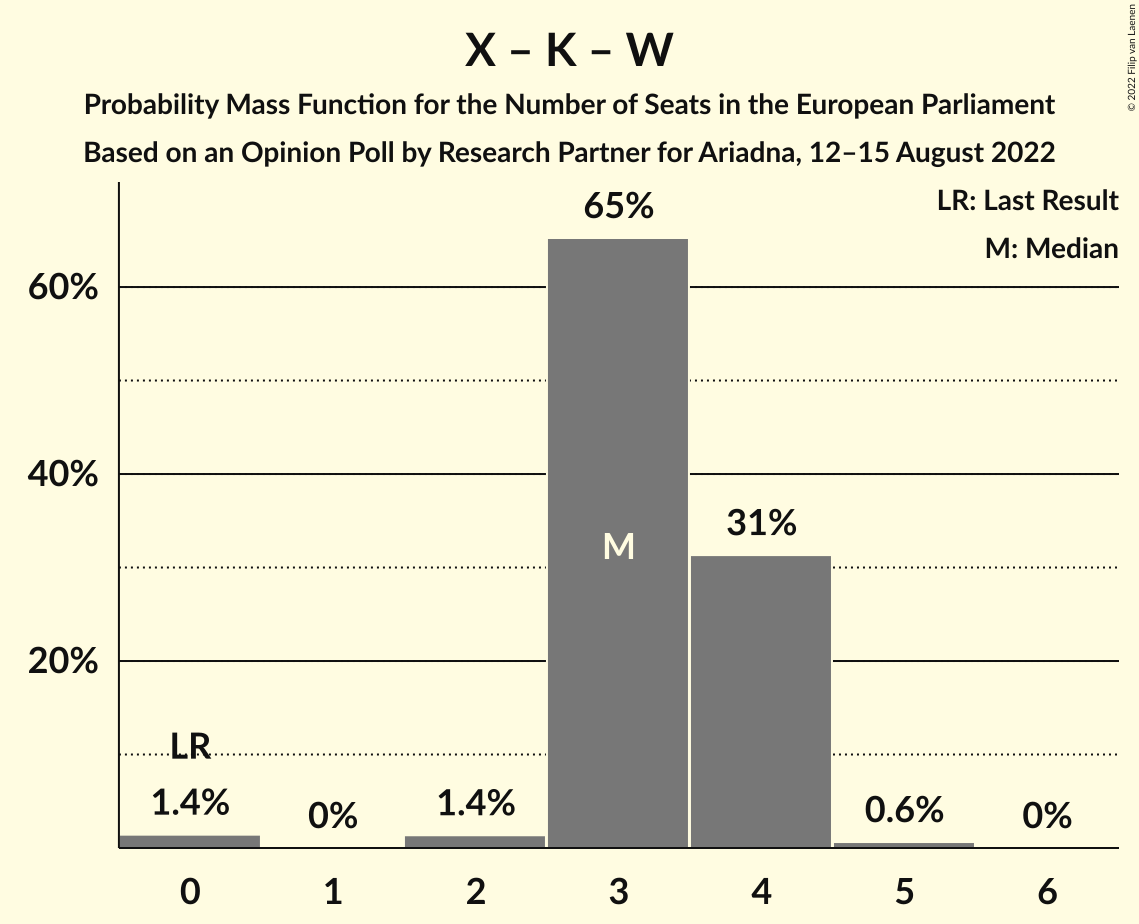 X – K – W
Probability Mass Function for the Number of Seats in the European Parliament
Based on an Opinion Poll by Research Partner for Ariadna, 12–15 August 2022
© 2022 Filip van Laenen
LR: Last Result
M: Median
65%
60%
40%
31%
M
20%
LR
1.4%
0%
1.4%
0.6%
0%
0 1 2 3 4 5 6